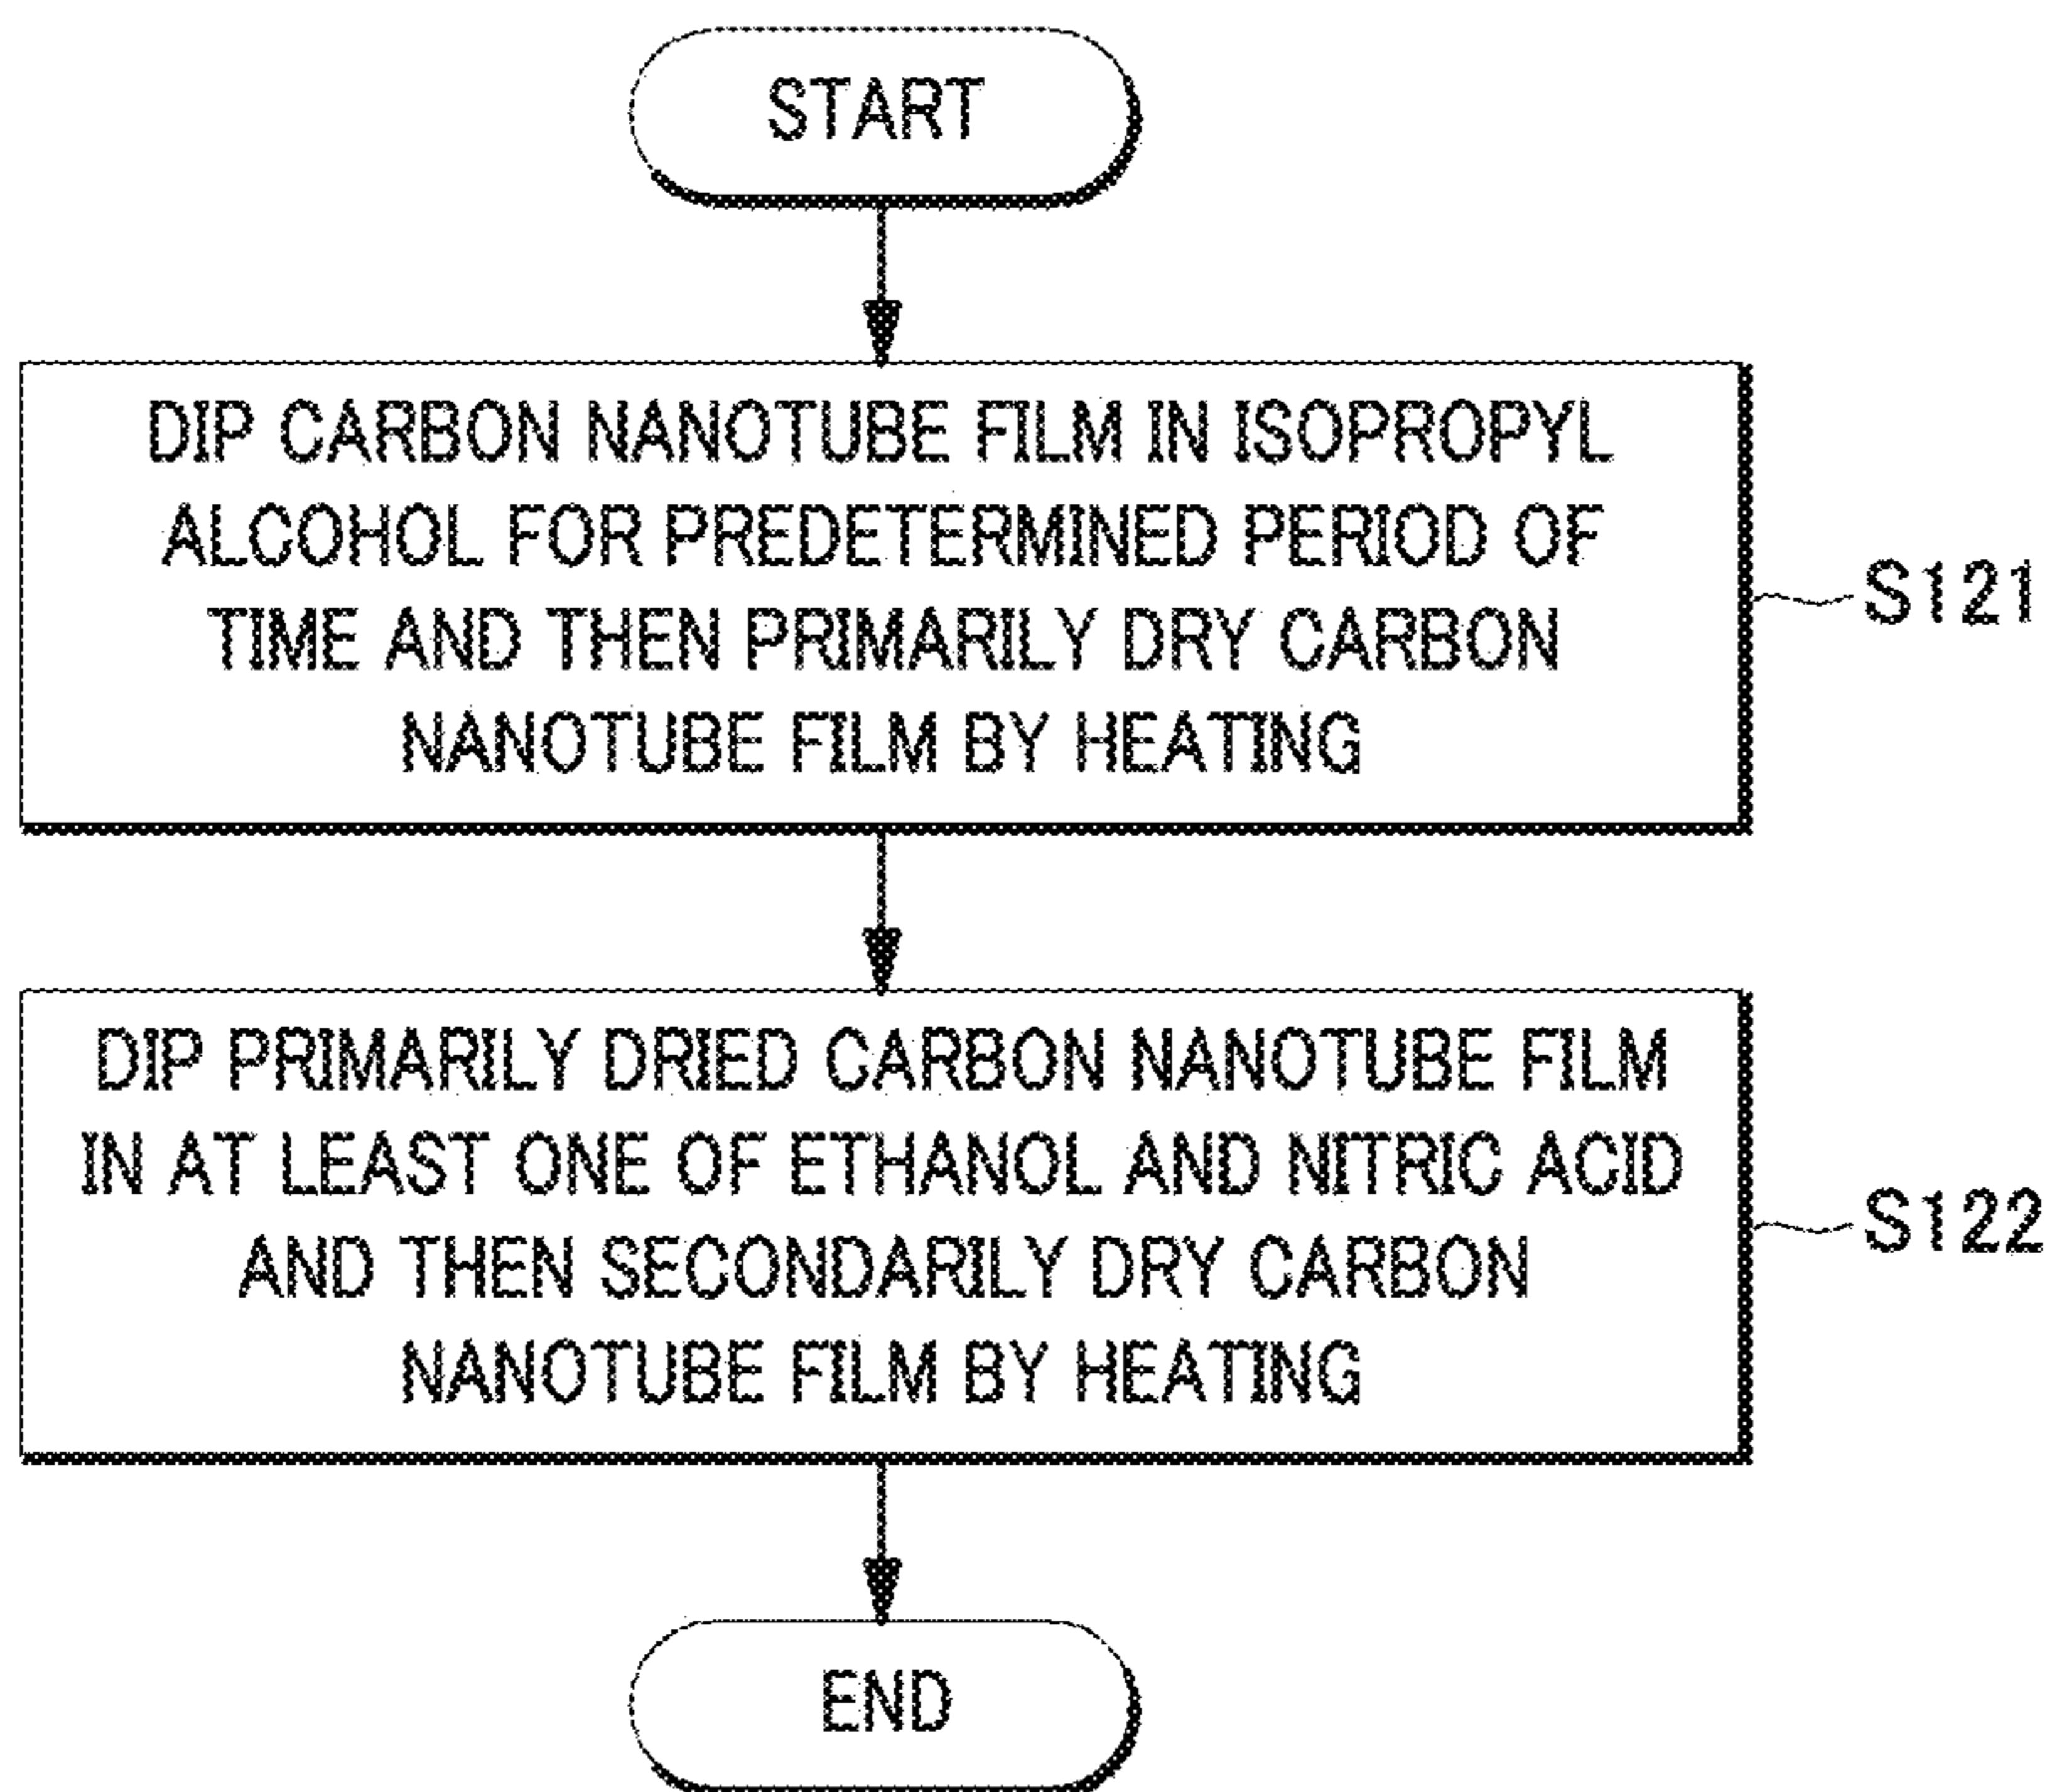 START
DIP CARBON NANOTUBE FILM IN ISOPROPYL
ALCOHOL FOR PREDETERMINED PERIOD OF
TIME AND THEN PRIMARILY DRY CARBON
NANOTUBE FILM BY HEATING
S121
DIP PRIMARILY DRIED CARBON NANOTUBE FILM
IN AT LEAST ONE OF ETHANOL AND NITRIC ACID
AND THEN SECONDARILY DRY CARBON
NANOTUBE FILM BY HEATING
S122
END